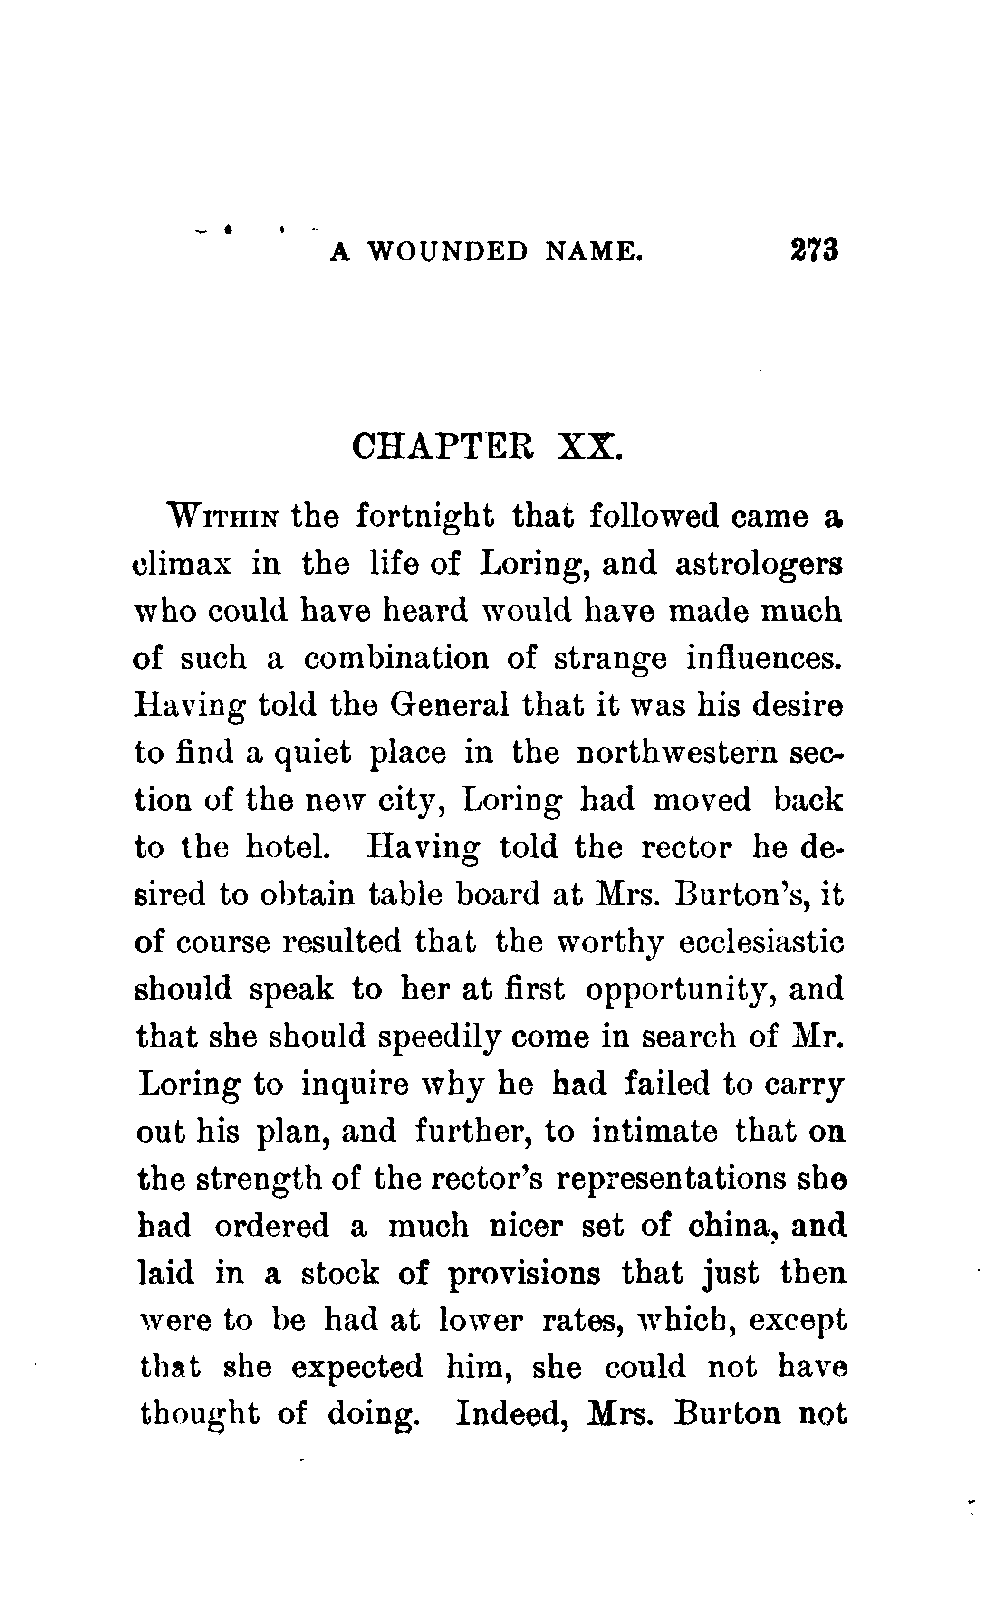 A WOUNDED NAME. 273
CHAPTER XX.
WITHIN the fortnight that followed came a
climax in the life of Loring, and astrologers
who could have heard would have made much
of such a combination of strange influences.
Having told the General that it was his desire
to find a quiet place in the northwestern sec-
tion of the new city, Loring had moved back
to the hotel. Having told the rector he de-
sired to obtain table board at Mrs. Burton's, it
of course resulted that the worthy ecclesiastic
should speak to her at first opportunity, and
that she should speedily come in search of Mr.
Loring to inquire why he had failed to carry
out his plan, and further, to intimate that on
the strength of the rector's representations she
had ordered a much nicer set of china, and
laid in a stock of provisions that just then
were to be had at lower rates, which, except
that she expected him, she could not have
thought of doing. Indeed, Mrs. Burton not